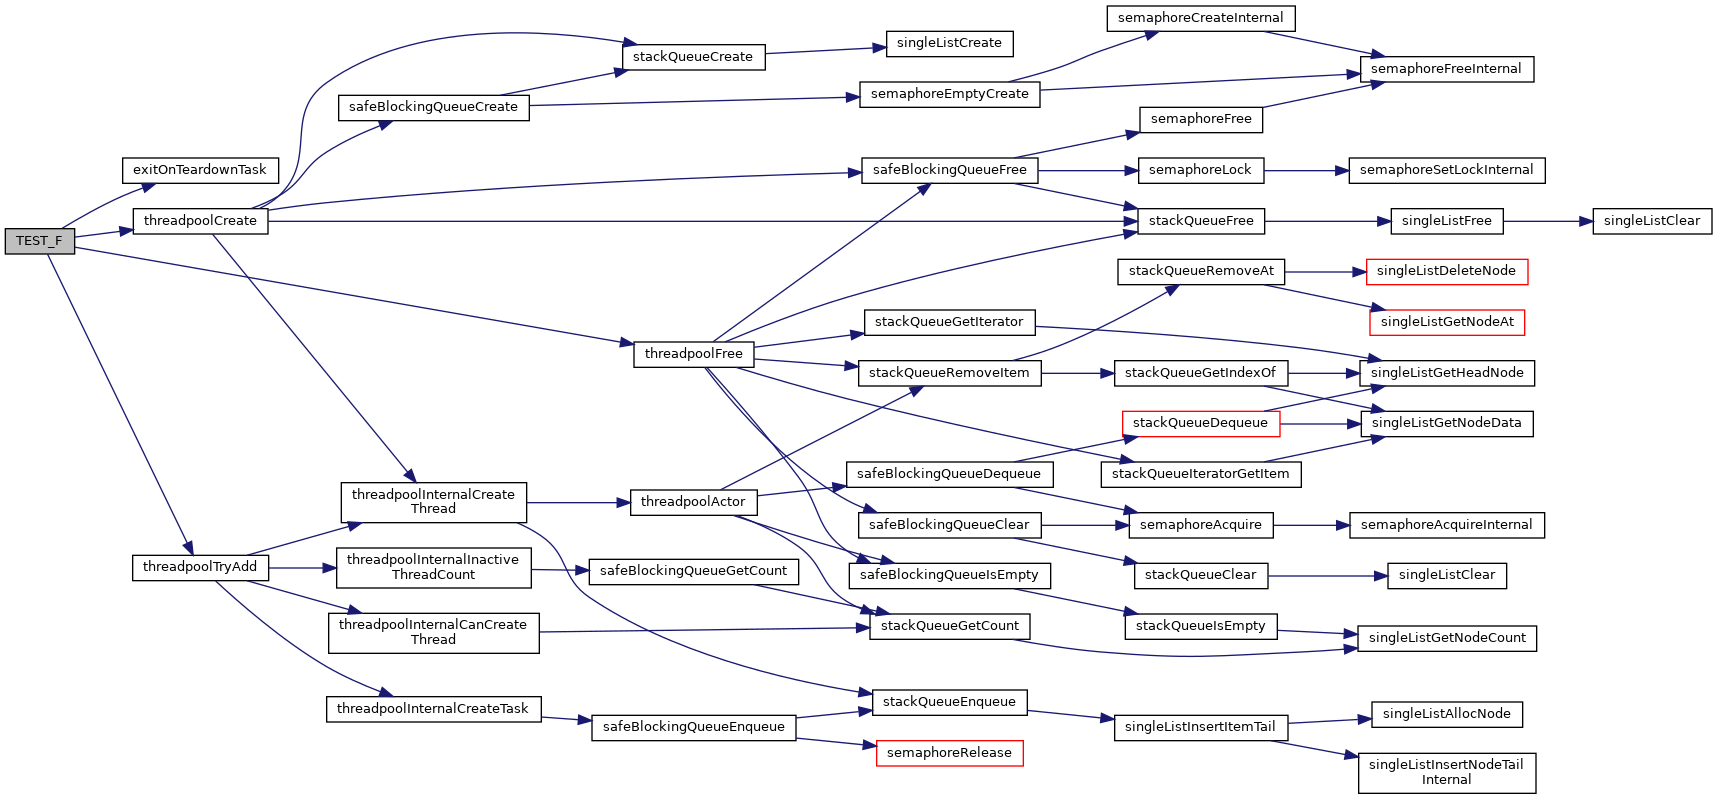 TEST_F
exitOnTeardownTask
threadpoolCreate
threadpoolTryAdd
safeBlockingQueueCreate
threadpoolInternalCreate
Thread
threadpoolInternalInactive
ThreadCount
threadpoolInternalCanCreate
Thread
threadpoolInternalCreateTask
stackQueueCreate
threadpoolFree
threadpoolActor
safeBlockingQueueGetCount
safeBlockingQueueEnqueue
singleListCreate
semaphoreEmptyCreate
safeBlockingQueueFree
stackQueueGetIterator
stackQueueRemoveItem
safeBlockingQueueDequeue
safeBlockingQueueClear
safeBlockingQueueIsEmpty
stackQueueGetCount
stackQueueEnqueue
semaphoreRelease
semaphoreCreateInternal
semaphoreFree
semaphoreLock
stackQueueFree
stackQueueRemoveAt
stackQueueGetIndexOf
stackQueueDequeue
stackQueueIteratorGetItem
semaphoreAcquire
stackQueueClear
stackQueueIsEmpty
singleListInsertItemTail
semaphoreFreeInternal
semaphoreSetLockInternal
singleListFree
singleListDeleteNode
singleListGetNodeAt
singleListGetHeadNode
singleListGetNodeData
semaphoreAcquireInternal
singleListClear
singleListGetNodeCount
singleListAllocNode
singleListInsertNodeTail
Internal
singleListClear